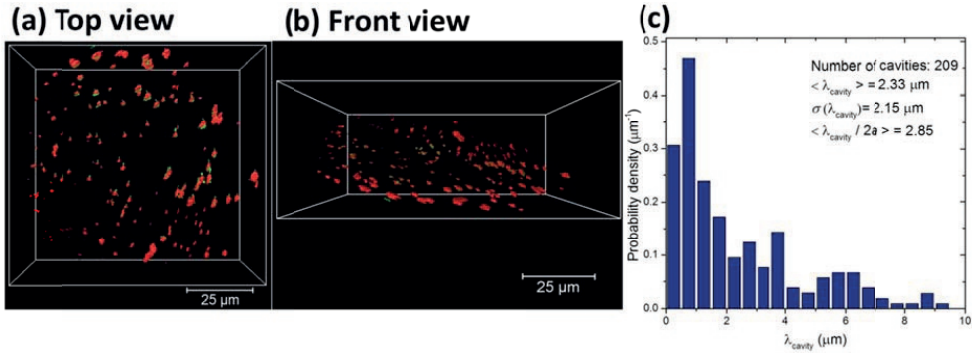 (a) Top view
25 µm
(b) Front view
25 µm
(c)
Number of cavities: 209
< λcavity > = 2.33 µm
σ(λcavity)= 2.15 µm
< λcavity / 2a > = 2.85
Probability density (µm⁻¹)
0.5
0.4
0.3
0.2
0.1
0.0
0 2 4 6 8 10
λcavity (µm)